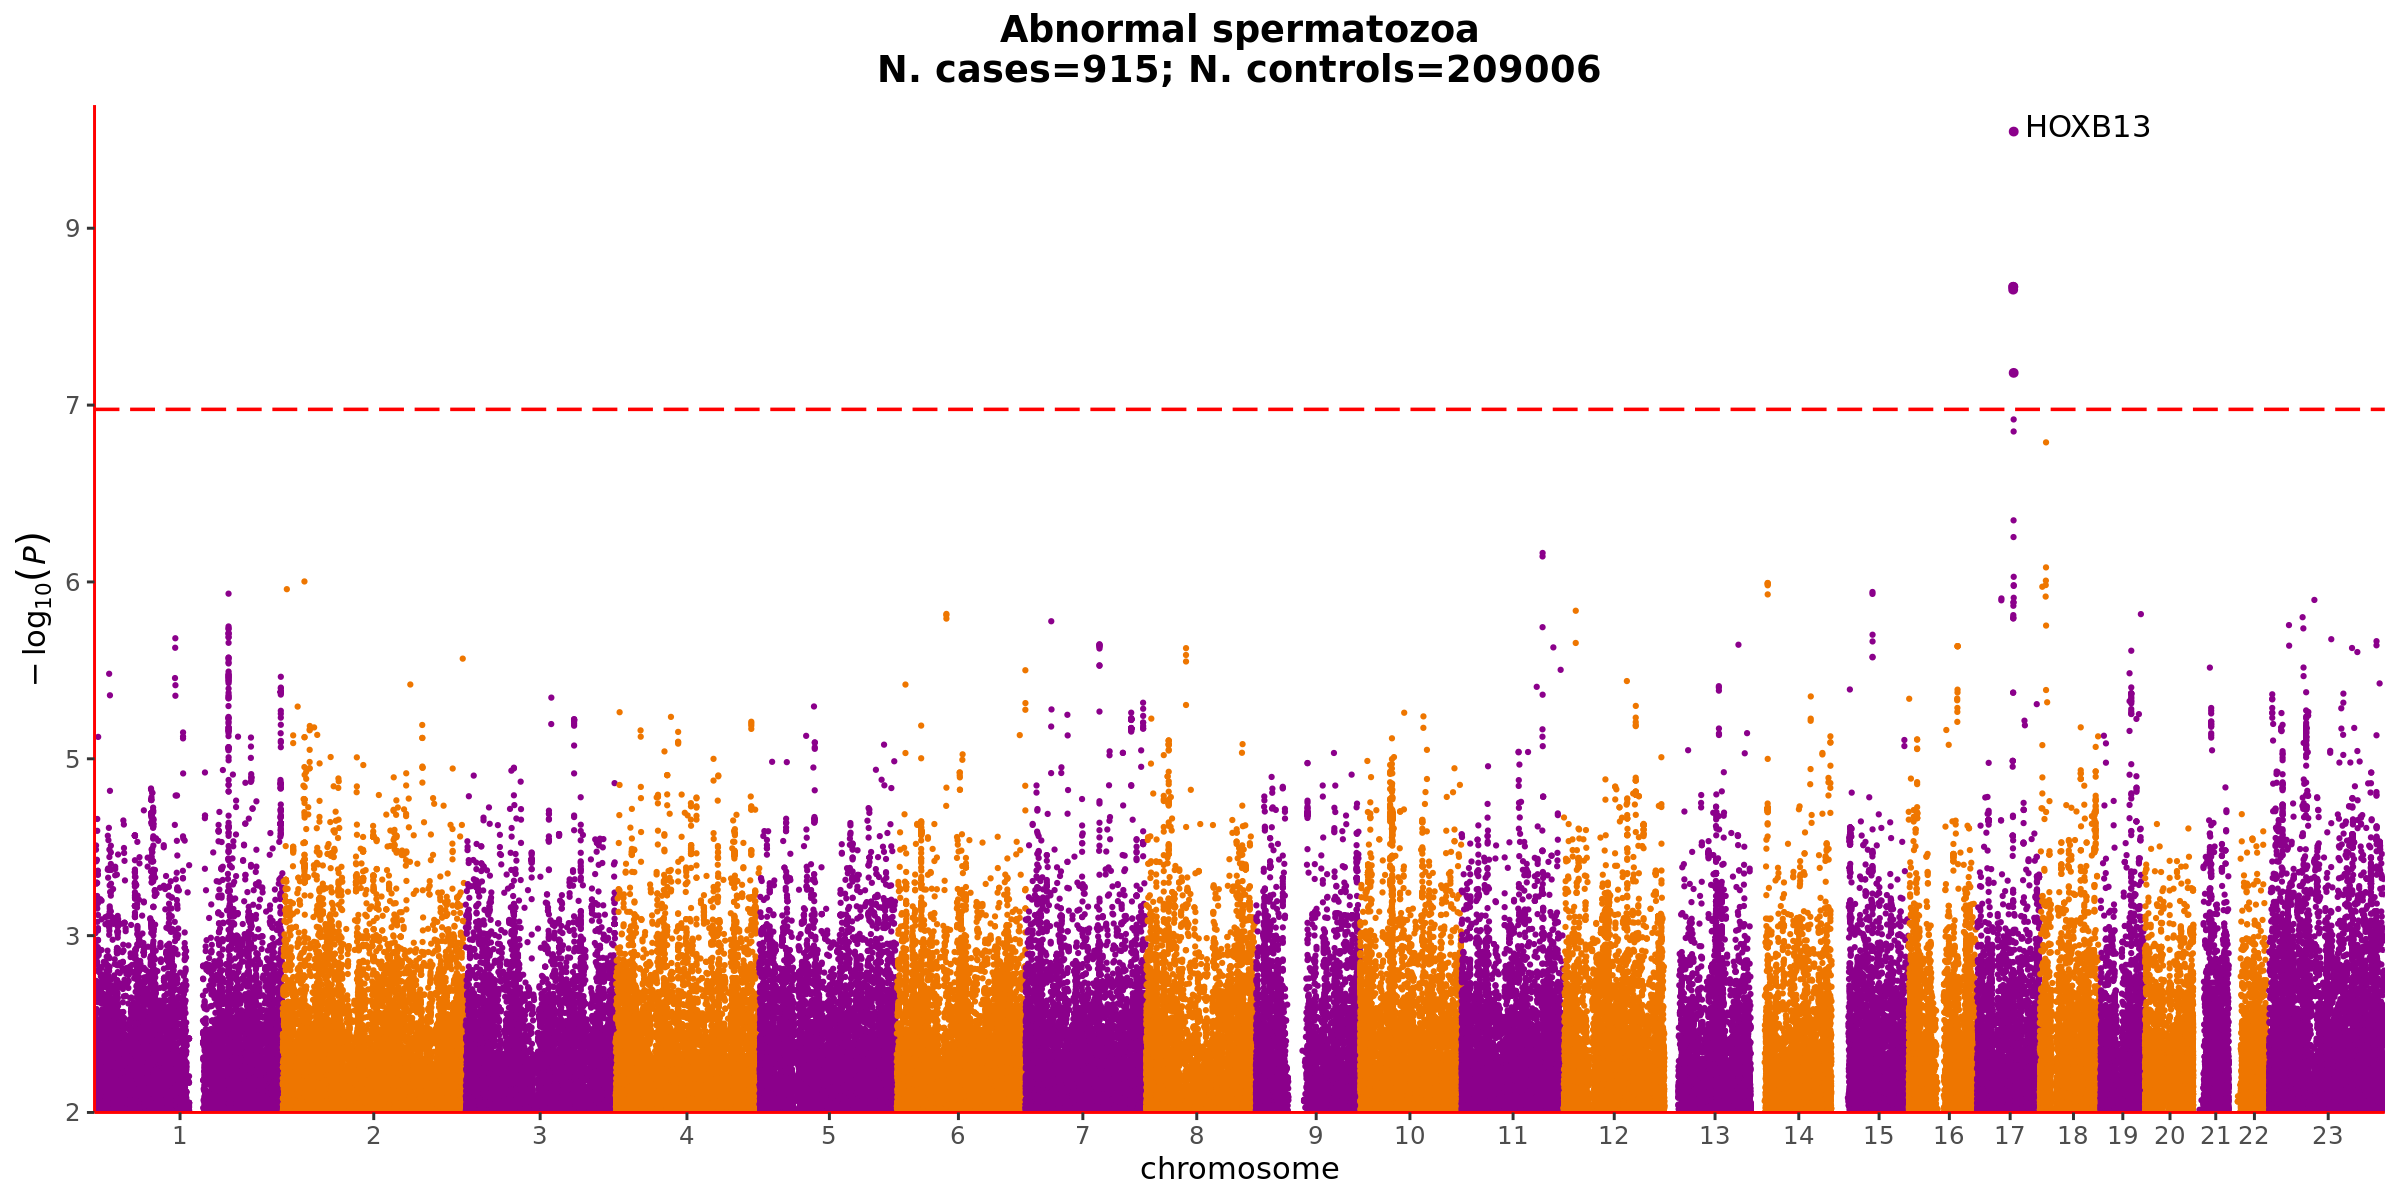 Abnormal spermatozoa
N. cases=915; N. controls=209006
HOXB13
9
7
6
5
3
2
− log10(P)
1 2 3 4 5 6 7 8 9 10 11 12 13 14 15 16 17 18 19 20 21 22 23
chromosome